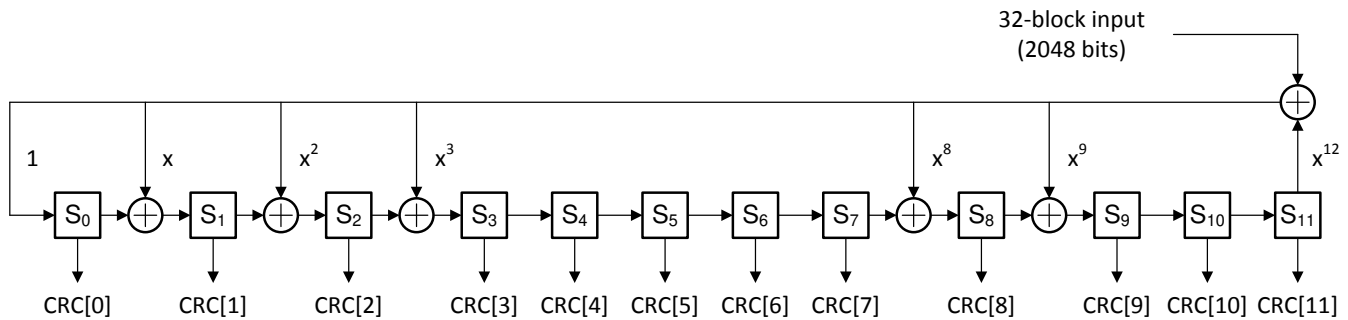 32-block input
(2048 bits)
1 x x² x³ x⁸ x⁹ x¹²
S₀ S₁ S₂ S₃ S₄ S₅ S₆ S₇ S₈ S₉ S₁₀ S₁₁
CRC[0] CRC[1] CRC[2] CRC[3] CRC[4] CRC[5] CRC[6] CRC[7] CRC[8] CRC[9] CRC[10] CRC[11]